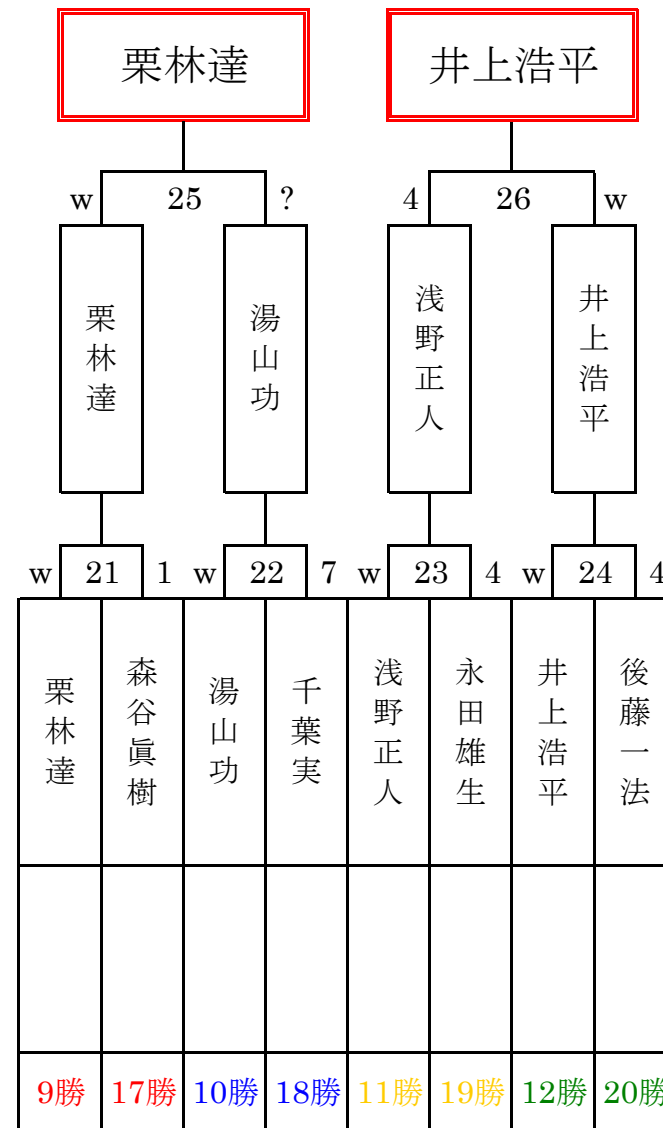 栗林達 井上浩平
w 25 ? 4 26 w
栗林達 湯山功 浅野正人 井上浩平
w 21 1 w 22 7 w 23 4 w 24 4
栗林達 森谷眞樹 湯山功 千葉実 浅野正人 永田雄生 井上浩平 後藤一法
9勝 17勝 10勝 18勝 11勝 19勝 12勝 20勝